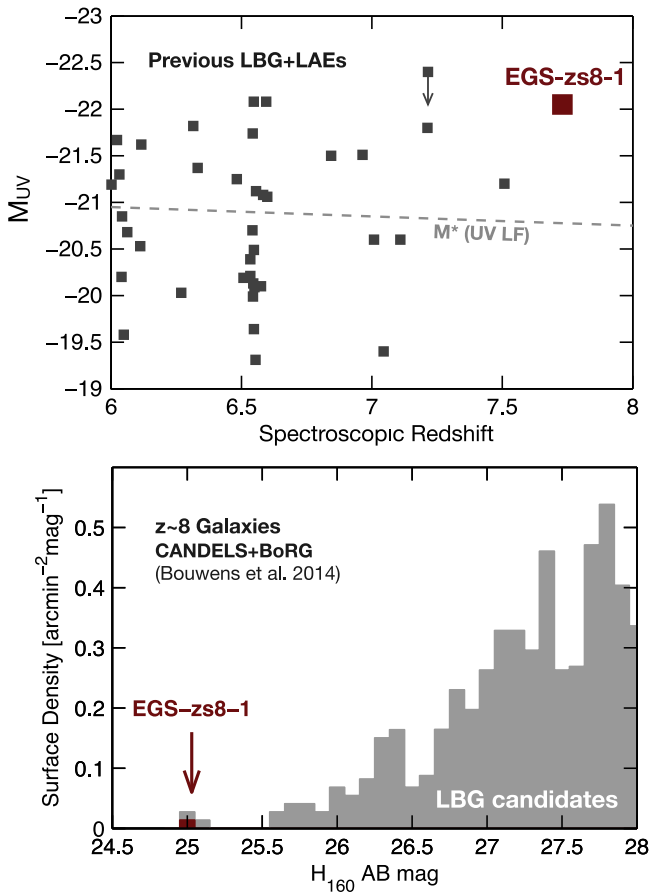 −23
−22.5
−22
−21.5
−21
−20.5
−20
−19.5
−19
MUV
Previous LBG+LAEs
EGS-zs8-1
M* (UV LF)
6
6.5
7
7.5
8
Spectroscopic Redshift
0.5
0.4
0.3
0.2
0.1
0
Surface Density [arcmin−2mag−1]
z~8 Galaxies
CANDELS+BoRG
(Bouwens et al. 2014)
EGS−zs8−1
LBG candidates
24.5
25
25.5
26
26.5
27
27.5
28
H160 AB mag